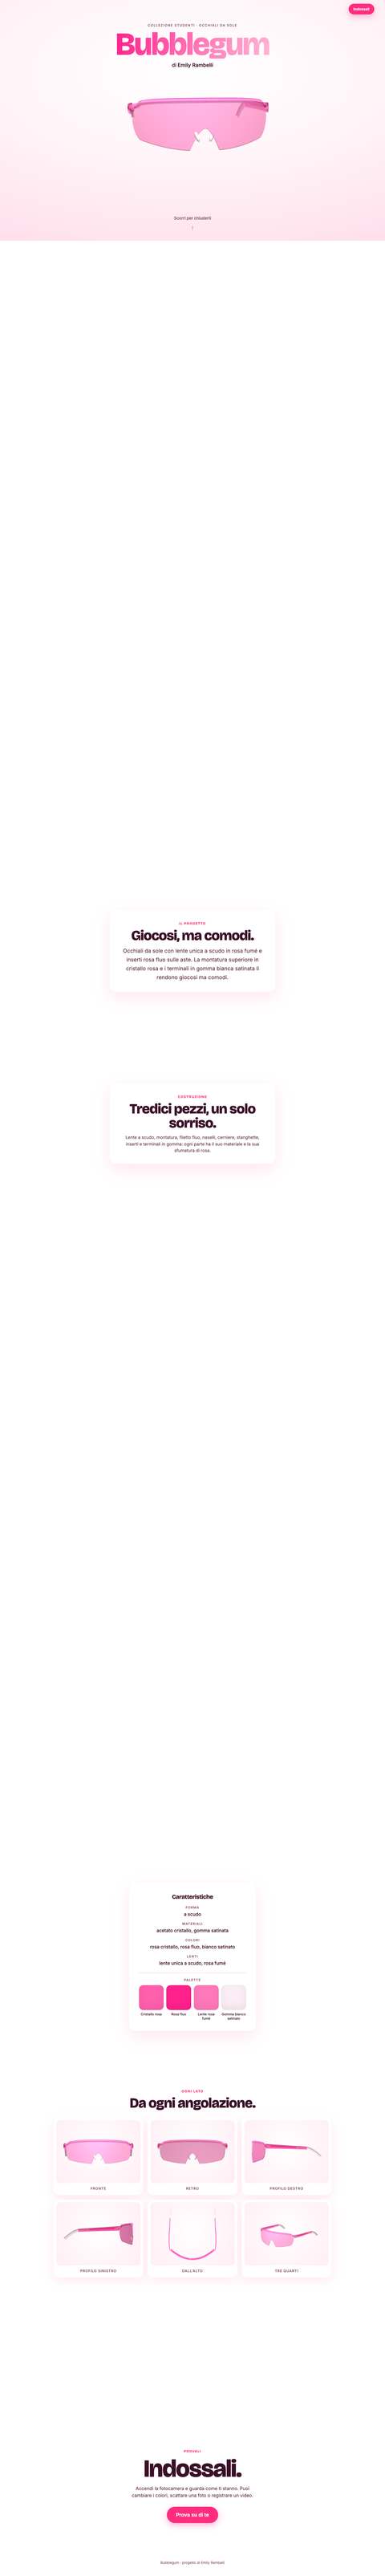 Indossali
COLLEZIONE STUDENTI · OCCHIALI DA SOLE
Bubblegum
di Emily Rambelli
Scorri per chiuderli
↓
IL PROGETTO
Giocosi, ma comodi.
Occhiali da sole con lente unica a scudo in rosa fumé e
inserti rosa fluo sulle aste. La montatura superiore in
cristallo rosa e i terminali in gomma bianca satinata li
rendono giocosi ma comodi.
COSTRUZIONE
Tredici pezzi, un solo
sorriso.
Lente a scudo, montatura, filetto fluo, naselli, cerniere, stanghette,
inserti e terminali in gomma: ogni parte ha il suo materiale e la sua
sfumatura di rosa.
Caratteristiche
FORMA
a scudo
MATERIALI
acetato cristallo, gomma satinata
COLORI
rosa cristallo, rosa fluo, bianco satinato
LENTI
lente unica a scudo, rosa fumé
PALETTE
Cristallo rosa
Rosa fluo
Lente rosa
fumé
Gomma bianco
satinato
OGNI LATO
Da ogni angolazione.
FRONTE
RETRO
PROFILO DESTRO
PROFILO SINISTRO
DALL'ALTO
TRE QUARTI
PROVALI
Indossali.
Accendi la fotocamera e guarda come ti stanno. Puoi
cambiare i colori, scattare una foto o registrare un video.
Prova su di te
Bubblegum · progetto di Emily Rambelli